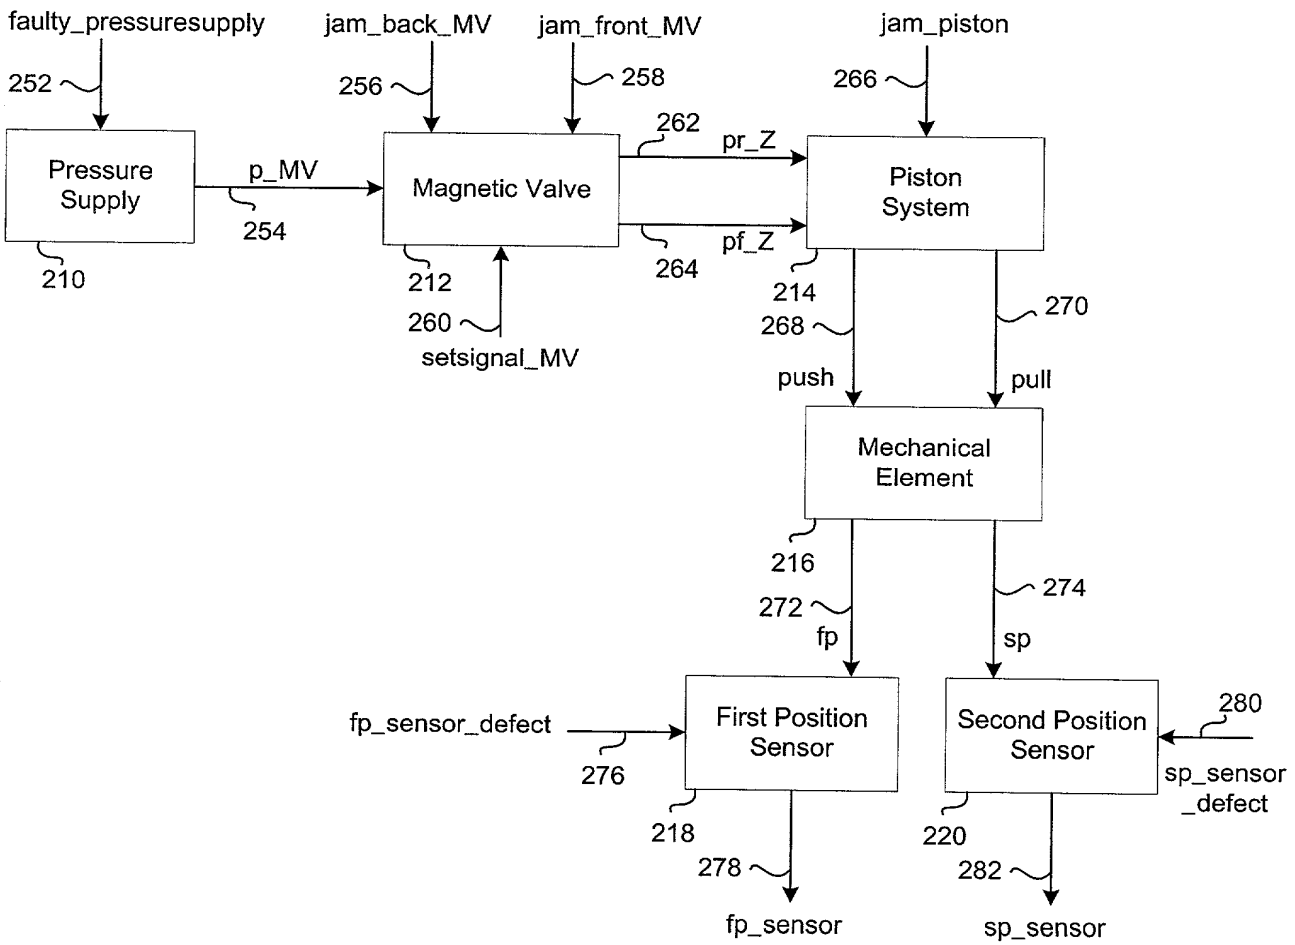 faulty_pressuresupply
jam_back_MV
jam_front_MV
jam_piston
252
256
258
266
262
pr_Z
Pressure
Supply
p_MV
Magnetic Valve
Piston
System
254
264
pf_Z
210
212
214
260
setsignal_MV
268
270
push
pull
Mechanical
Element
216
272
274
fp
sp
fp_sensor_defect
276
First Position
Sensor
Second Position
Sensor
280
sp_sensor
_defect
218
220
278
282
fp_sensor
sp_sensor